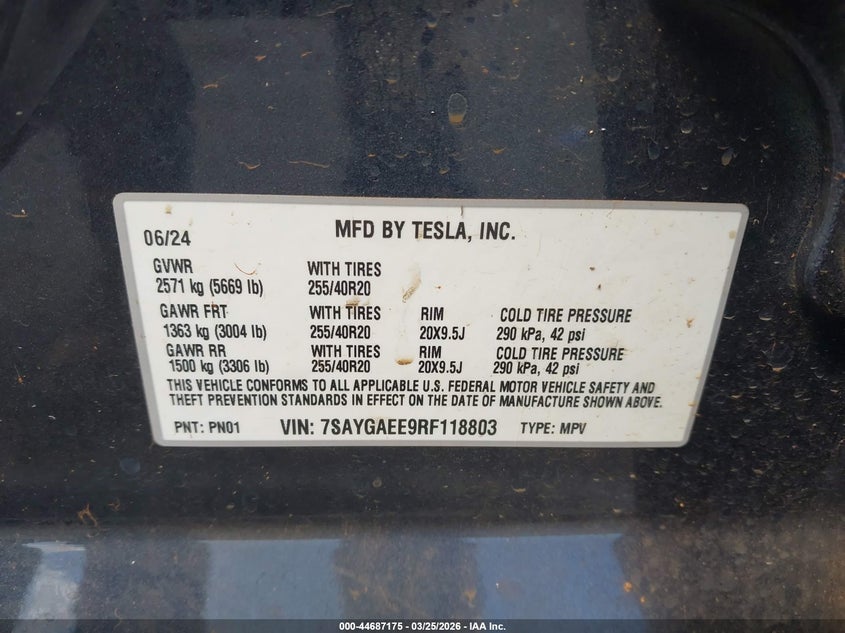 MFD BY TESLA, INC.
06/24
GVWR WITH TIRES
2571 kg (5669 lb) 255/40R20
GAWR FRT WITH TIRES RIM COLD TIRE PRESSURE
1363 kg (3004 lb) 255/40R20 20X9.5J 290 kPa, 42 psi
GAWR RR WITH TIRES RIM COLD TIRE PRESSURE
1500 kg (3306 lb) 255/40R20 20X9.5J 290 kPa, 42 psi
THIS VEHICLE CONFORMS TO ALL APPLICABLE U.S. FEDERAL MOTOR VEHICLE SAFETY AND
THEFT PREVENTION STANDARDS IN EFFECT ON THE DATE OF MANUFACTURE SHOWN ABOVE.
PNT: PN01 VIN: 7SAYGAEE9RF118803 TYPE: MPV
000-44687175 - 03/25/2026 - IAA Inc.